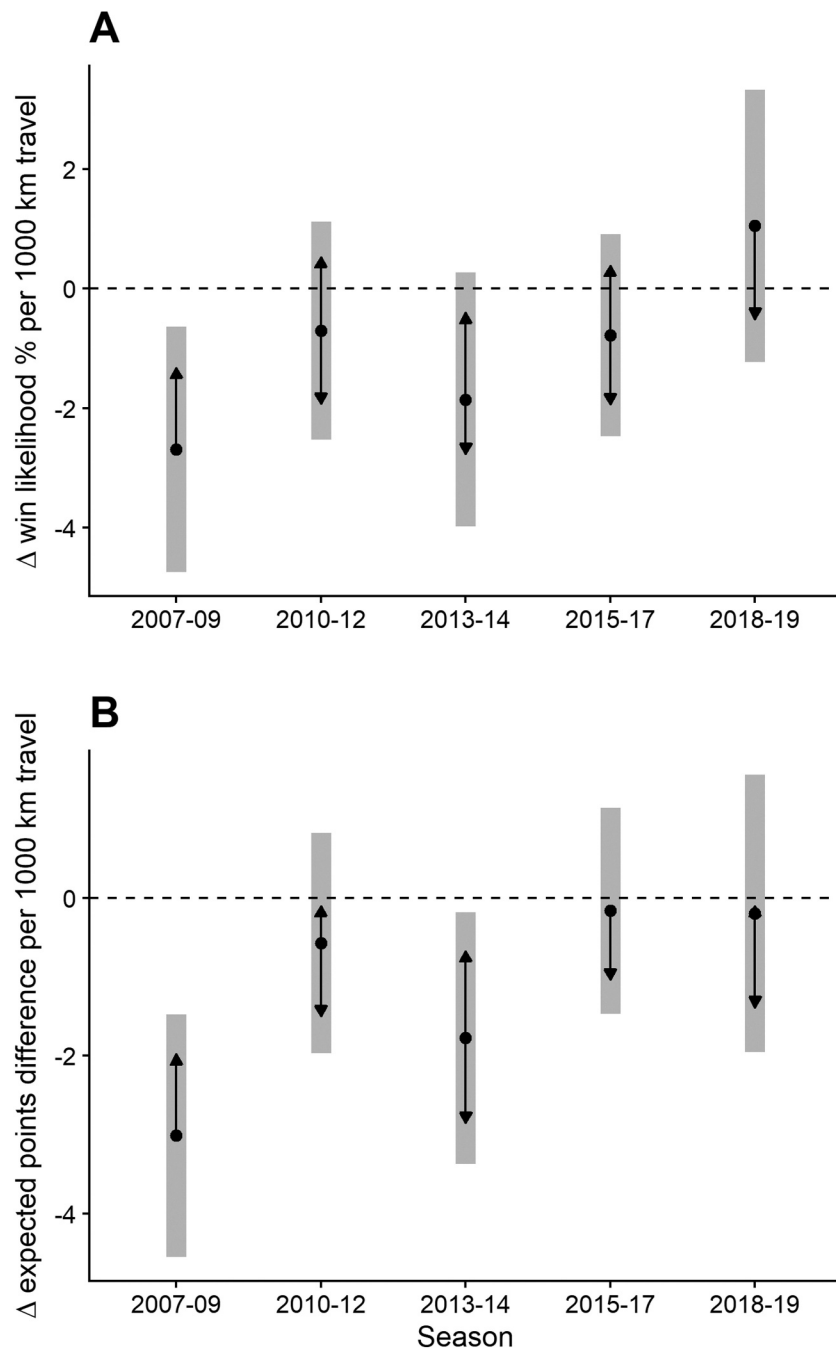 A
Δ win likelihood % per 1000 km travel
2
0
-2
-4
2007-09 2010-12 2013-14 2015-17 2018-19
B
Δ expected points difference per 1000 km travel
0
-2
-4
2007-09 2010-12 2013-14 2015-17 2018-19
Season